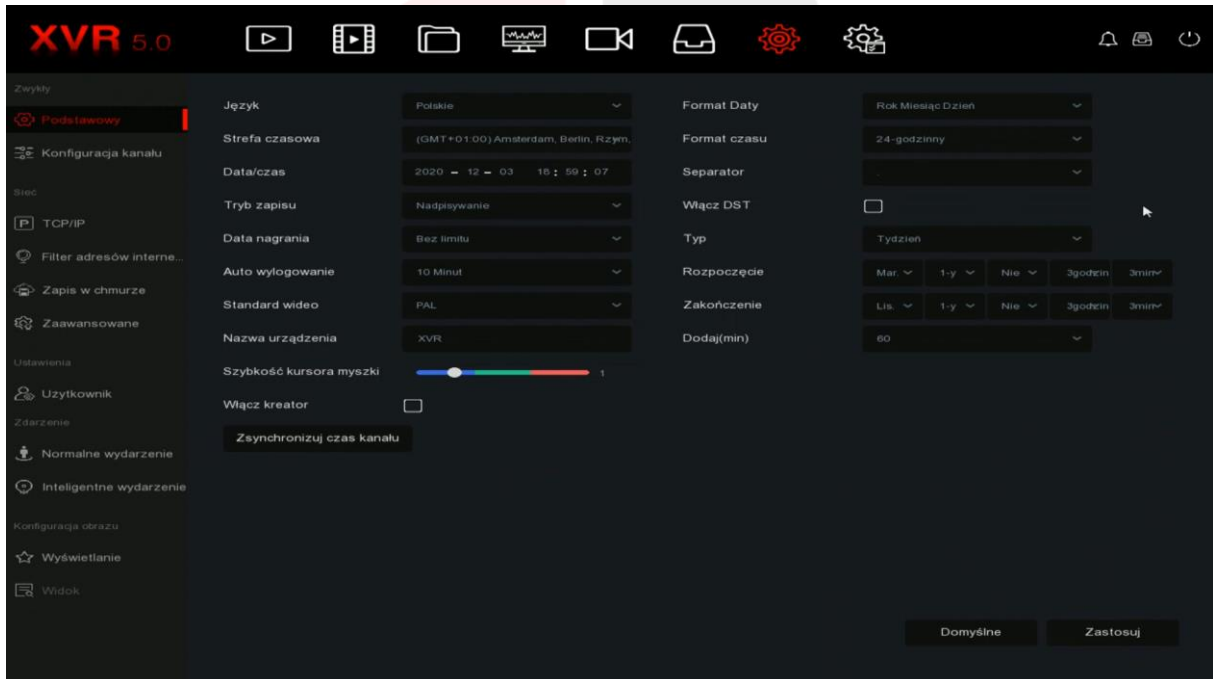 XVR 5.0
Zwykły
Podstawowy
Konfiguracja kanału
Sieć
P TCP/IP
Filter adresów interne...
Zapis w chmurze
Zaawansowane
Ustawienia
Uzytkownik
Zdarzenie
Normalne wydarzenie
Inteligentne wydarzenie
Konfiguracja obrazu
Wyświetlanie
Widok
Język Polskie
Strefa czasowa (GMT+01:00) Amsterdam, Berlin, Rzym,
Data/czas 2020 - 12 - 03 16 : 59 : 07
Tryb zapisu Nadpisywanie
Data nagrania Bez limitu
Auto wylogowanie 10 Minut
Standard wideo PAL
Nazwa urządzenia XVR
Szybkość kursora myszki 1
Włącz kreator
Zsynchronizuj czas kanału
Format Daty Rok Miesiąc Dzień
Format czasu 24-godzinny
Separator .
Włącz DST
Typ Tydzień
Rozpoczęcie Mar. 1-y Nie 3godzin 3min
Zakończenie Lis. 1-y Nie 3godzin 3min
Dodaj(min) 60
Domyślne Zastosuj